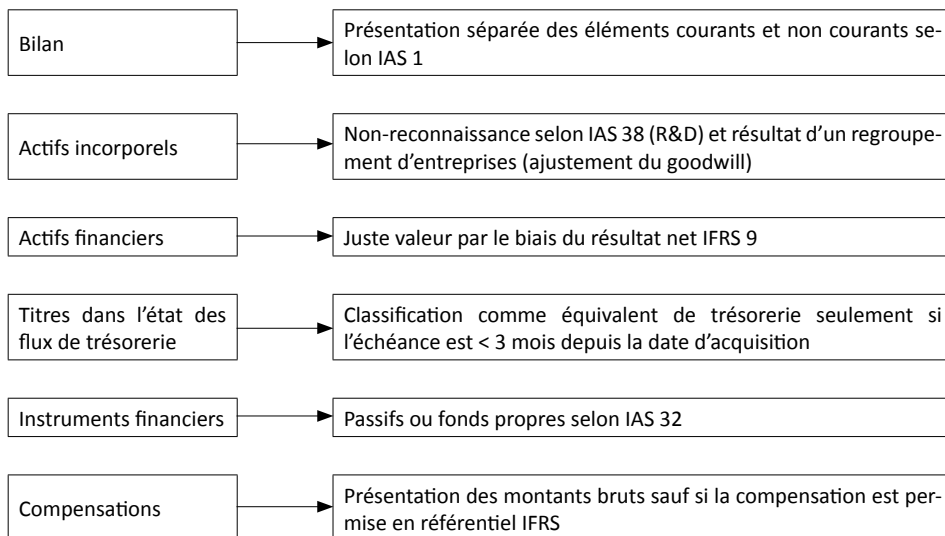 Bilan
Présentation séparée des éléments courants et non courants se-
lon IAS 1
Actifs incorporels
Non-reconnaissance selon IAS 38 (R&D) et résultat d’un regroupe-
ment d’entreprises (ajustement du goodwill)
Actifs financiers
Juste valeur par le biais du résultat net IFRS 9
Titres dans l’état des
flux de trésorerie
Classification comme équivalent de trésorerie seulement si
l’échéance est < 3 mois depuis la date d’acquisition
Instruments financiers
Passifs ou fonds propres selon IAS 32
Compensations
Présentation des montants bruts sauf si la compensation est per-
mise en référentiel IFRS